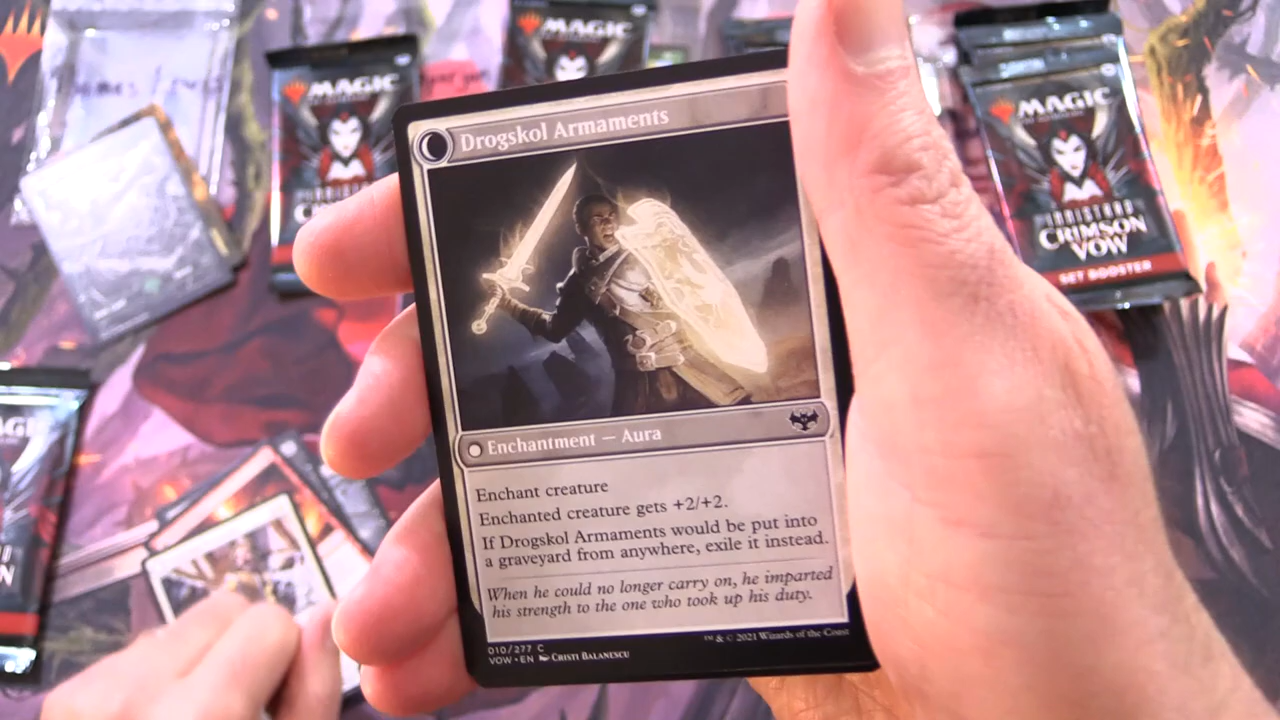 MAGIC
MAGIC
MAGIC
CRIMSON
VOW
SET BOOSTER
Drogskol Armaments
Enchantment — Aura
Enchant creature
Enchanted creature gets +2/+2.
If Drogskol Armaments would be put into
a graveyard from anywhere, exile it instead.
When he could no longer carry on, he imparted
his strength to the one who took up his duty.
010/277 C
VOW • EN CRISTI BALANESCU
™ & © 2021 Wizards of the Coast